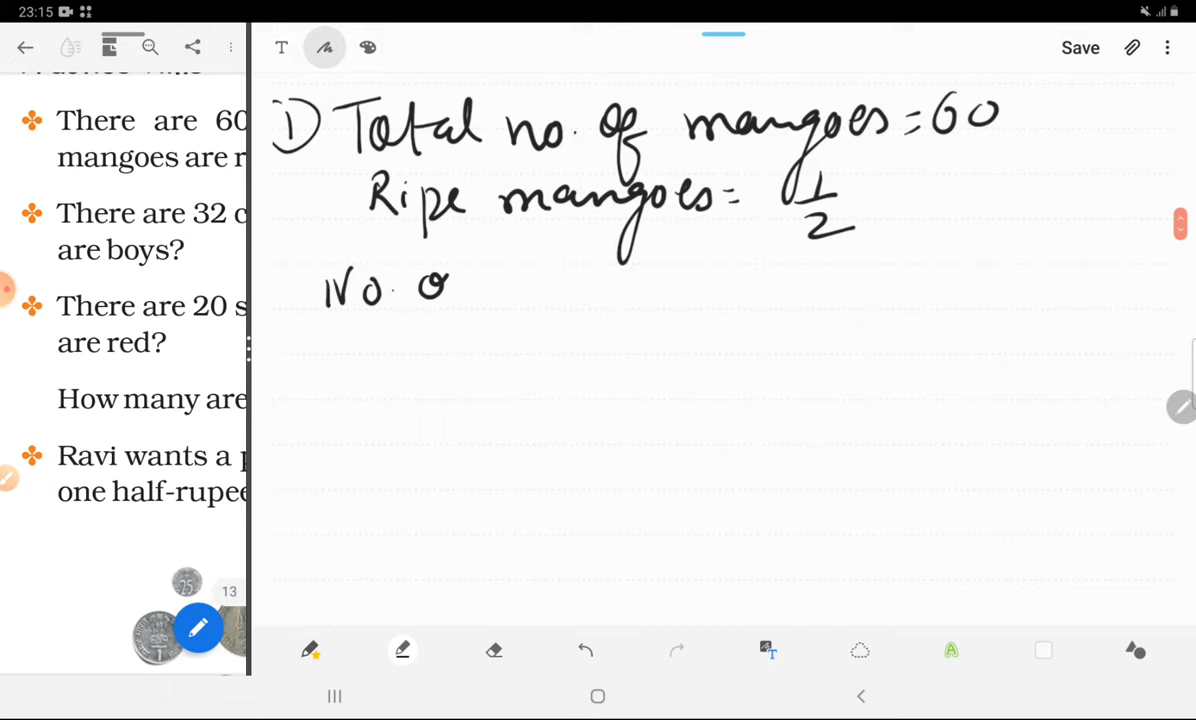 23:15
There are 60
mangoes are r
There are 32 c
are boys?
There are 20 s
are red?
How many are
Ravi wants a p
one half-rupee
25
1
13
T
Save
1) Total no. of mangoes = 60
Ripe mangoes = 1/2
No. o
T
A